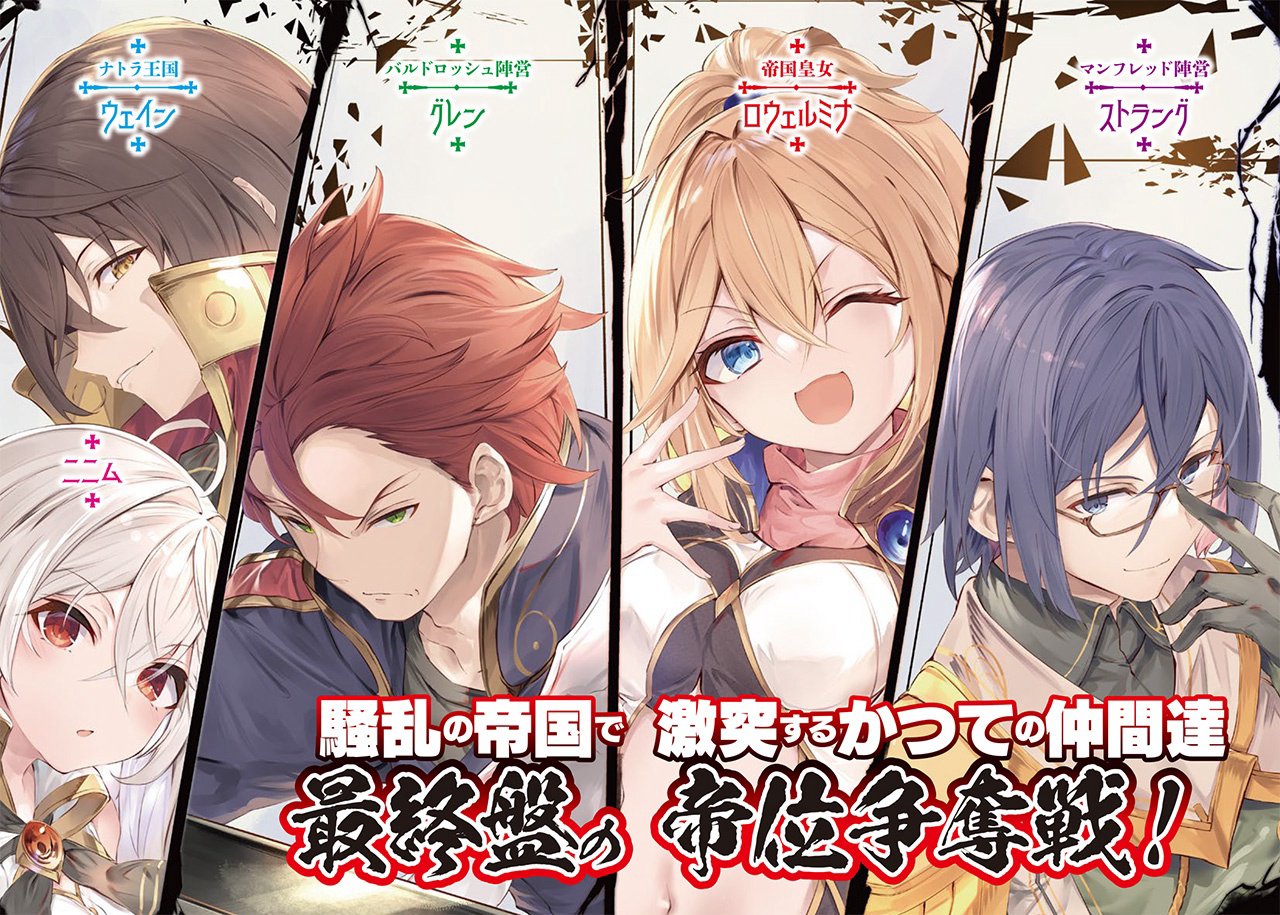 ナトラ王国
ウェイン
バルドロッシュ陣営
グレン
帝国皇女
ロウェルミナ
マンフレッド陣営
ストラング
ニニム
騒乱の帝国で 激突するかつての仲間達
最終盤の 帝位争奪戦!